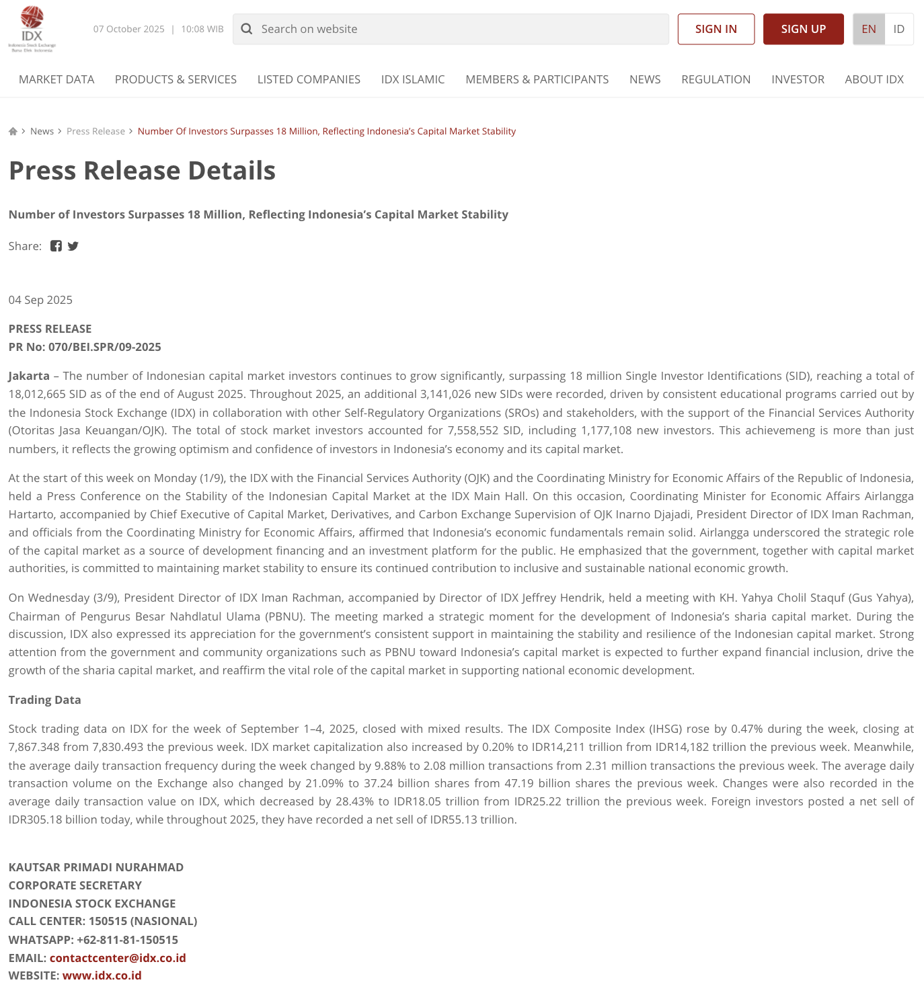 IDX
Indonesia Stock Exchange
Bursa Efek Indonesia
07 October 2025 | 10:08 WIB
Search on website
SIGN IN
SIGN UP
EN
ID
MARKET DATA
PRODUCTS & SERVICES
LISTED COMPANIES
IDX ISLAMIC
MEMBERS & PARTICIPANTS
NEWS
REGULATION
INVESTOR
ABOUT IDX
News > Press Release > Number Of Investors Surpasses 18 Million, Reflecting Indonesia’s Capital Market Stability
Press Release Details
Number of Investors Surpasses 18 Million, Reflecting Indonesia’s Capital Market Stability
Share:
04 Sep 2025
PRESS RELEASE
PR No: 070/BEI.SPR/09-2025
Jakarta – The number of Indonesian capital market investors continues to grow significantly, surpassing 18 million Single Investor Identifications (SID), reaching a total of
18,012,665 SID as of the end of August 2025. Throughout 2025, an additional 3,141,026 new SIDs were recorded, driven by consistent educational programs carried out by
the Indonesia Stock Exchange (IDX) in collaboration with other Self-Regulatory Organizations (SROs) and stakeholders, with the support of the Financial Services Authority
(Otoritas Jasa Keuangan/OJK). The total of stock market investors accounted for 7,558,552 SID, including 1,177,108 new investors. This achievemeng is more than just
numbers, it reflects the growing optimism and confidence of investors in Indonesia’s economy and its capital market.
At the start of this week on Monday (1/9), the IDX with the Financial Services Authority (OJK) and the Coordinating Ministry for Economic Affairs of the Republic of Indonesia,
held a Press Conference on the Stability of the Indonesian Capital Market at the IDX Main Hall. On this occasion, Coordinating Minister for Economic Affairs Airlangga
Hartarto, accompanied by Chief Executive of Capital Market, Derivatives, and Carbon Exchange Supervision of OJK Inarno Djajadi, President Director of IDX Iman Rachman,
and officials from the Coordinating Ministry for Economic Affairs, affirmed that Indonesia’s economic fundamentals remain solid. Airlangga underscored the strategic role
of the capital market as a source of development financing and an investment platform for the public. He emphasized that the government, together with capital market
authorities, is committed to maintaining market stability to ensure its continued contribution to inclusive and sustainable national economic growth.
On Wednesday (3/9), President Director of IDX Iman Rachman, accompanied by Director of IDX Jeffrey Hendrik, held a meeting with KH. Yahya Cholil Staquf (Gus Yahya),
Chairman of Pengurus Besar Nahdlatul Ulama (PBNU). The meeting marked a strategic moment for the development of Indonesia’s sharia capital market. During the
discussion, IDX also expressed its appreciation for the government’s consistent support in maintaining the stability and resilience of the Indonesian capital market. Strong
attention from the government and community organizations such as PBNU toward Indonesia’s capital market is expected to further expand financial inclusion, drive the
growth of the sharia capital market, and reaffirm the vital role of the capital market in supporting national economic development.
Trading Data
Stock trading data on IDX for the week of September 1–4, 2025, closed with mixed results. The IDX Composite Index (IHSG) rose by 0.47% during the week, closing at
7,867.348 from 7,830.493 the previous week. IDX market capitalization also increased by 0.20% to IDR14,211 trillion from IDR14,182 trillion the previous week. Meanwhile,
the average daily transaction frequency during the week changed by 9.88% to 2.08 million transactions from 2.31 million transactions the previous week. The average daily
transaction volume on the Exchange also changed by 21.09% to 37.24 billion shares from 47.19 billion shares the previous week. Changes were also recorded in the
average daily transaction value on IDX, which decreased by 28.43% to IDR18.05 trillion from IDR25.22 trillion the previous week. Foreign investors posted a net sell of
IDR305.18 billion today, while throughout 2025, they have recorded a net sell of IDR55.13 trillion.
KAUTSAR PRIMADI NURAHMAD
CORPORATE SECRETARY
INDONESIA STOCK EXCHANGE
CALL CENTER: 150515 (NASIONAL)
WHATSAPP: +62-811-81-150515
EMAIL: contactcenter@idx.co.id
WEBSITE: www.idx.co.id